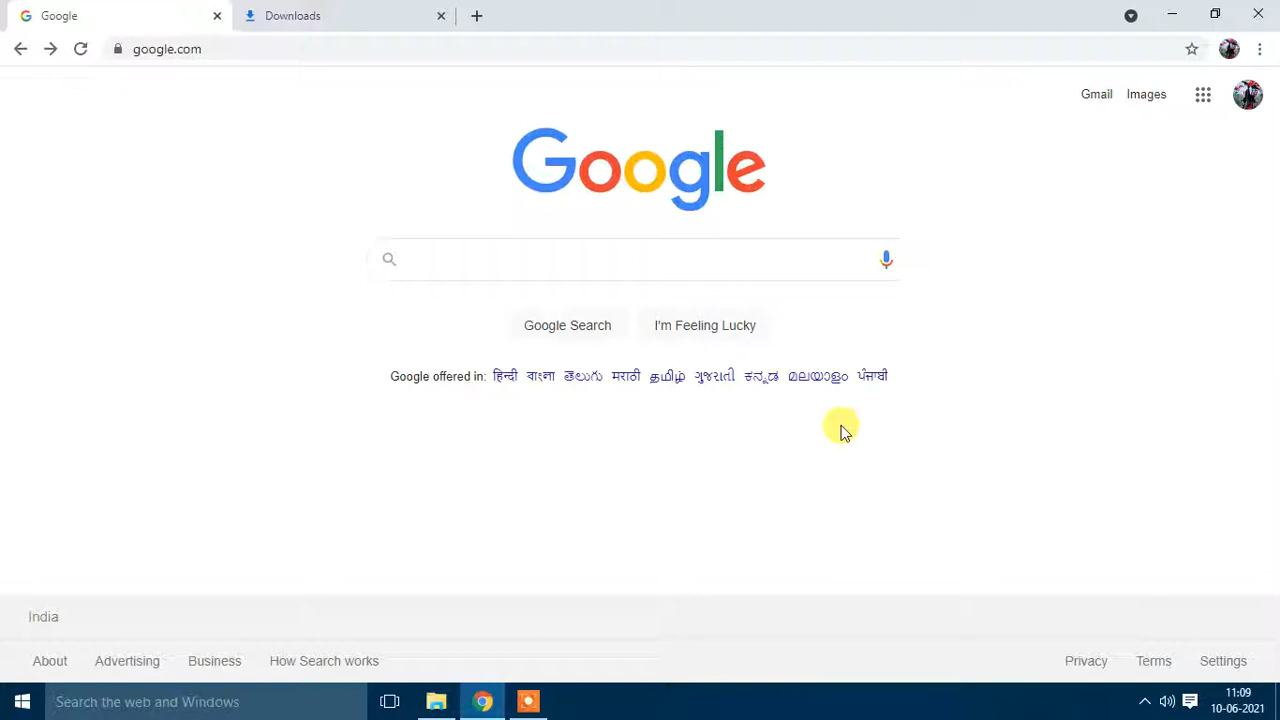 Google
Downloads
google.com
Gmail Images
Google
Google Search I'm Feeling Lucky
Google offered in: हिन्दी বাংলা తెలుగు मराठी தமிழ் ગુજરાતી ಕನ್ನಡ മലയാളം ਪੰਜਾਬੀ
India
About Advertising Business How Search works Privacy Terms Settings
Search the web and Windows
11:09
10-06-2021